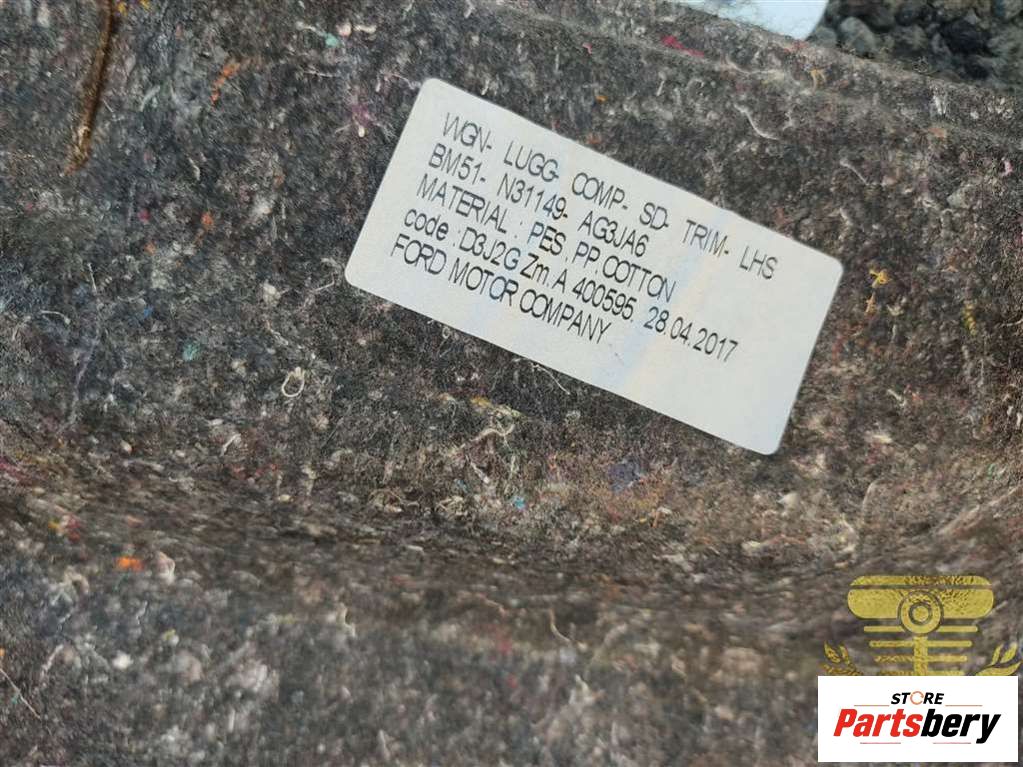 WGN- LUGG- COMP- SD- TRIM- LHS
BM51- N31149- AG3JA6
MATERIAL : PES, PP, COTTON
code : D3J2G Zm. A 400595, 28.04.2017
FORD MOTOR COMPANY
STORE
Partsbery